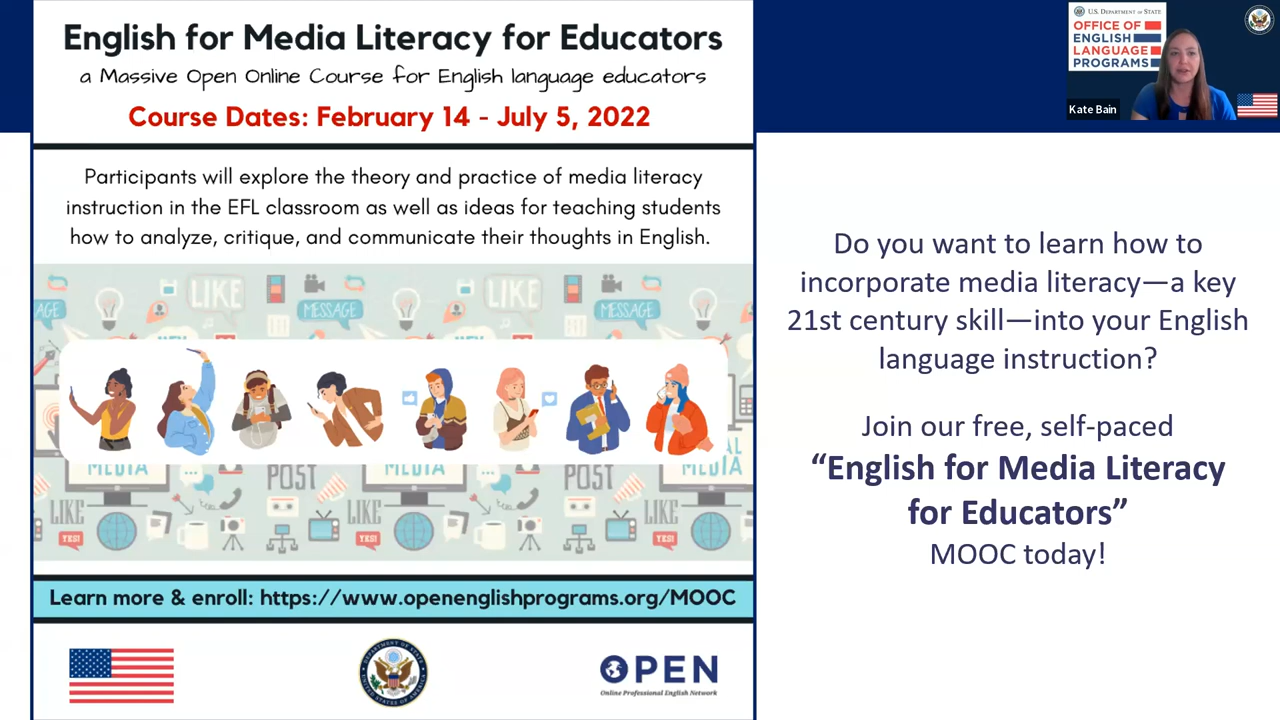 English for Media Literacy for Educators
a Massive Open Online Course for English language educators
Course Dates: February 14 - July 5, 2022
Participants will explore the theory and practice of media literacy
instruction in the EFL classroom as well as ideas for teaching students
how to analyze, critique, and communicate their thoughts in English.
LIKE
MESSAGE
LIKE
MESSAGE
MEDIA
POST
MEDIA
POST
MEDIA
LIKE
YES!
LIKE
YES!
LIKE
YES!
Learn more & enroll: https://www.openenglishprograms.org/MOOC
OPEN
Online Professional English Network
U.S. DEPARTMENT OF STATE
OFFICE OF
ENGLISH
LANGUAGE
PROGRAMS
Kate Bain
Do you want to learn how to
incorporate media literacy—a key
21st century skill—into your English
language instruction?
Join our free, self-paced
“English for Media Literacy
for Educators”
MOOC today!